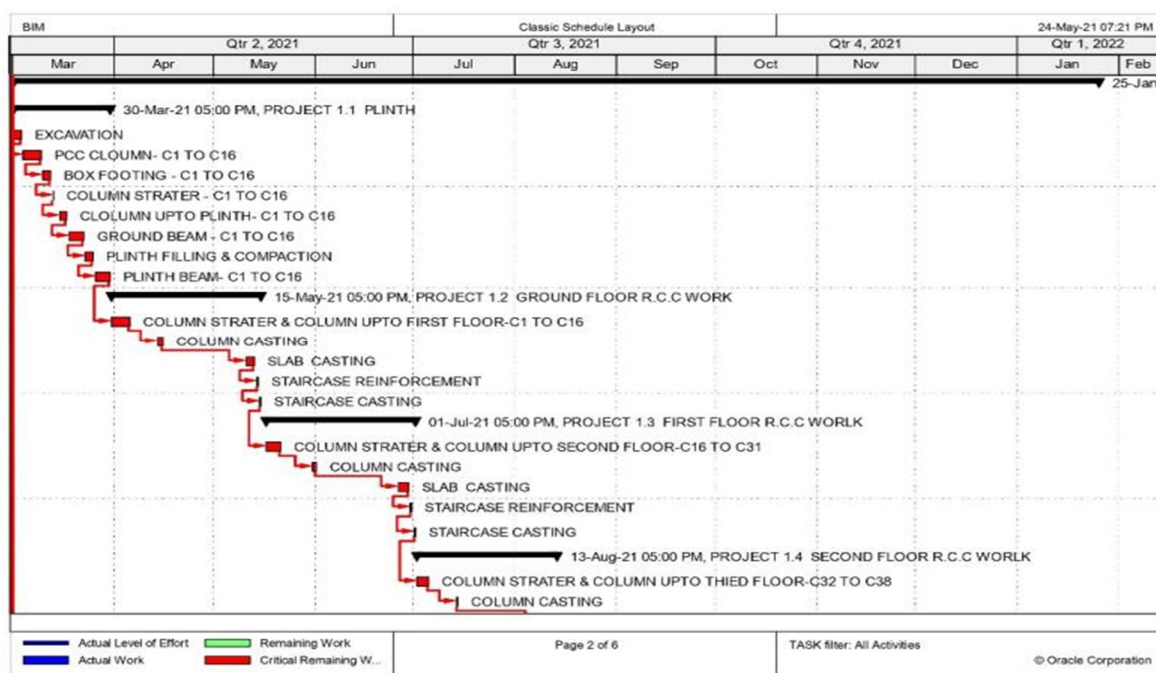 BIM Classic Schedule Layout 24-May-21 07:21 PM
Qtr 2, 2021 Qtr 3, 2021 Qtr 4, 2021 Qtr 1, 2022
Mar Apr May Jun Jul Aug Sep Oct Nov Dec Jan Feb
25-Jan
30-Mar-21 05:00 PM, PROJECT 1.1 PLINTH
EXCAVATION
PCC CLOUMN- C1 TO C16
BOX FOOTING - C1 TO C16
COLUMN STRATER - C1 TO C16
CLOLUMN UPTO PLINTH- C1 TO C16
GROUND BEAM - C1 TO C16
PLINTH FILLING & COMPACTION
PLINTH BEAM- C1 TO C16
15-May-21 05:00 PM, PROJECT 1.2 GROUND FLOOR R.C.C WORK
COLUMN STRATER & COLUMN UPTO FIRST FLOOR-C1 TO C16
COLUMN CASTING
SLAB CASTING
STAIRCASE REINFORCEMENT
STAIRCASE CASTING
01-Jul-21 05:00 PM, PROJECT 1.3 FIRST FLOOR R.C.C WORLK
COLUMN STRATER & COLUMN UPTO SECOND FLOOR-C16 TO C31
COLUMN CASTING
SLAB CASTING
STAIRCASE REINFORCEMENT
STAIRCASE CASTING
13-Aug-21 05:00 PM, PROJECT 1.4 SECOND FLOOR R.C.C WORLK
COLUMN STRATER & COLUMN UPTO THIED FLOOR-C32 TO C38
COLUMN CASTING
Actual Level of Effort Remaining Work Page 2 of 6 TASK filter: All Activities
Actual Work Critical Remaining W...
© Oracle Corporation